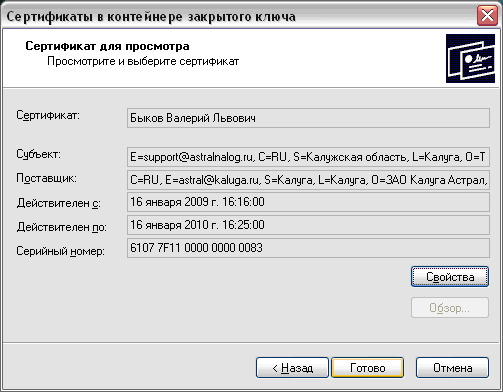 Сертификаты в контейнере закрытого ключа
Сертификат для просмотра
Просмотрите и выберите сертификат
Сертификат: Быков Валерий Львович
Субъект: E=support@astralnalog.ru, C=RU, S=Калужская область, L=Калуга, O=Т
Поставщик: C=RU, E=astral@kaluga.ru, S=Калуга, L=Калуга, O=ЗАО Калуга Астрал,
Действителен с: 16 января 2009 г. 16:16:00
Действителен по: 16 января 2010 г. 16:25:00
Серийный номер: 6107 7F11 0000 0000 0083
Свойства
Обзор...
< Назад Готово Отмена